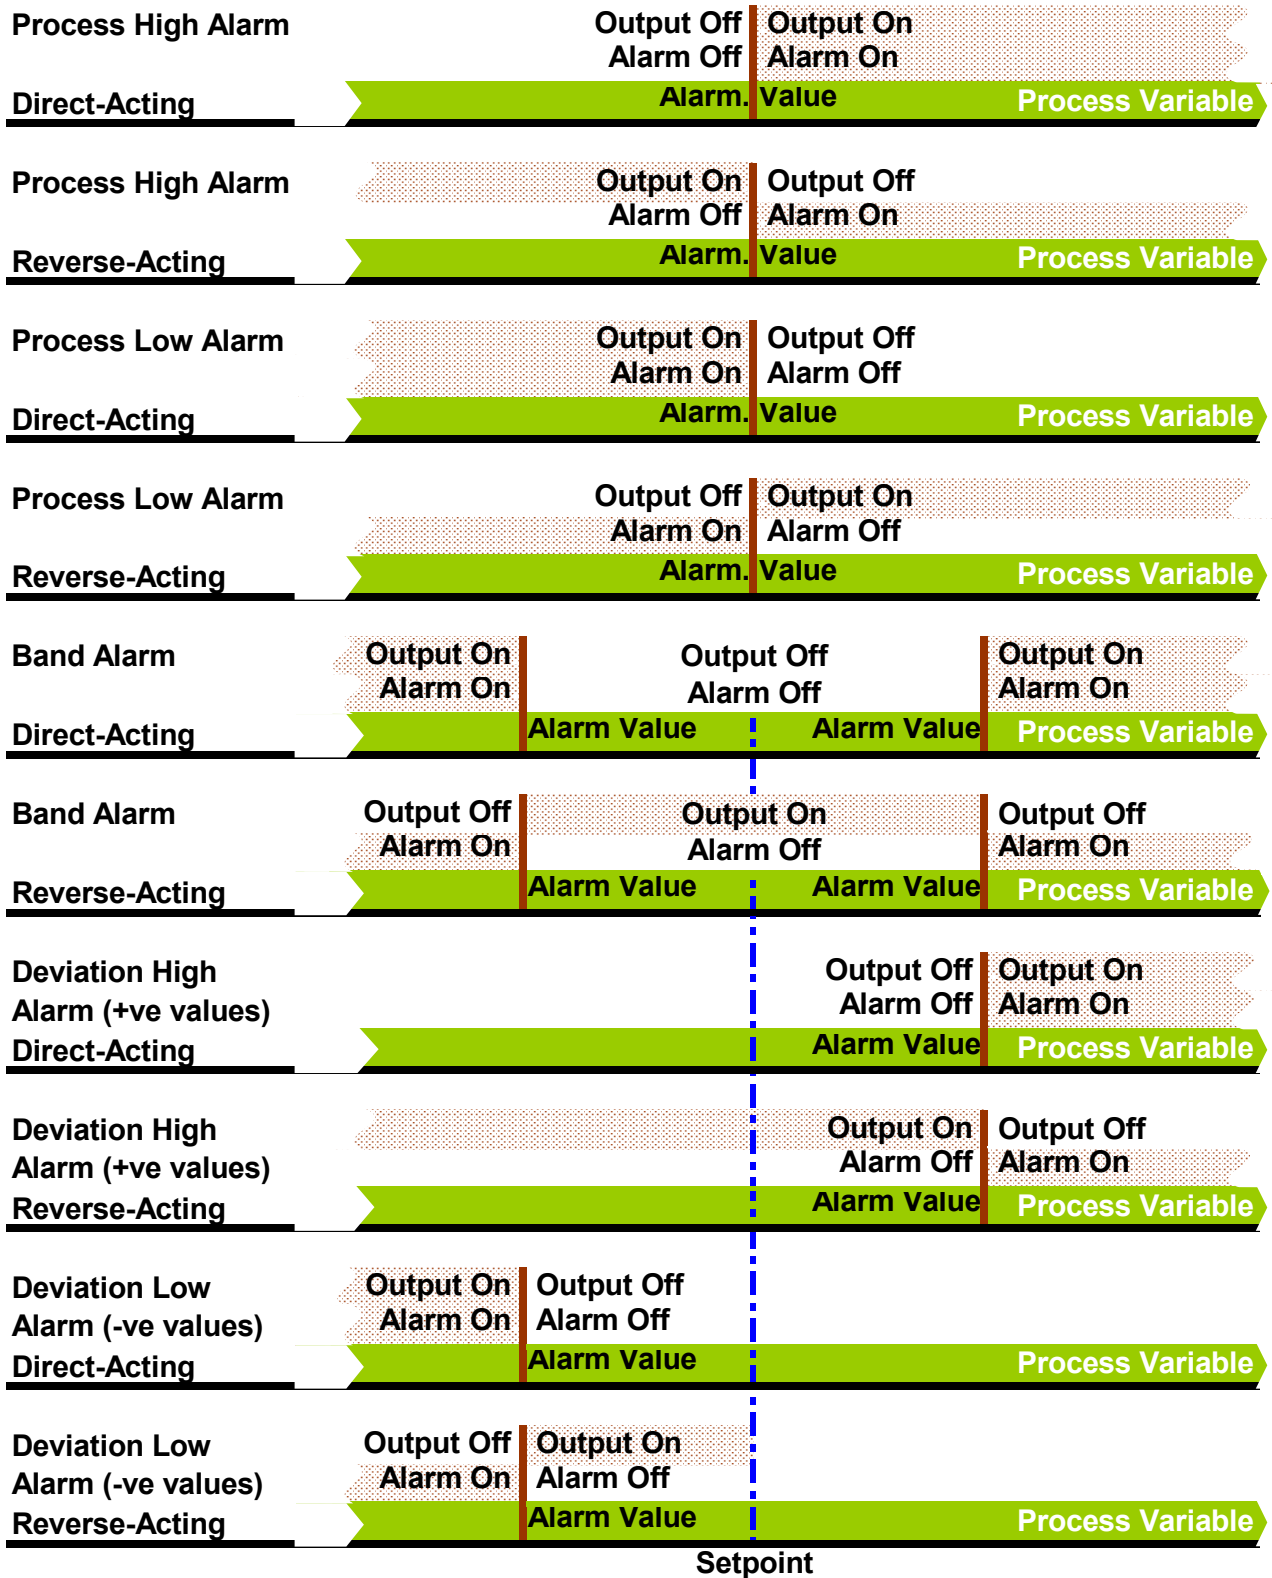 Process High Alarm
Output Off Output On
Alarm Off Alarm On
Direct-Acting
Alarm. Value Process Variable
Process High Alarm
Output On Output Off
Alarm Off Alarm On
Reverse-Acting
Alarm. Value Process Variable
Process Low Alarm
Output On Output Off
Alarm On Alarm Off
Direct-Acting
Alarm. Value Process Variable
Process Low Alarm
Output Off Output On
Alarm On Alarm Off
Reverse-Acting
Alarm. Value Process Variable
Band Alarm
Output On Output Off Output On
Alarm On Alarm Off Alarm On
Direct-Acting
Alarm Value Alarm Value Process Variable
Band Alarm
Output Off Output On Output Off
Alarm On Alarm Off Alarm On
Reverse-Acting
Alarm Value Alarm Value Process Variable
Deviation High
Alarm (+ve values)
Direct-Acting
Output Off Output On
Alarm Off Alarm On
Alarm Value Process Variable
Deviation High
Alarm (+ve values)
Reverse-Acting
Output On Output Off
Alarm Off Alarm On
Alarm Value Process Variable
Deviation Low
Alarm (-ve values)
Direct-Acting
Output On Output Off
Alarm On Alarm Off
Alarm Value Process Variable
Deviation Low
Alarm (-ve values)
Reverse-Acting
Output Off Output On
Alarm On Alarm Off
Alarm Value Process Variable
Setpoint